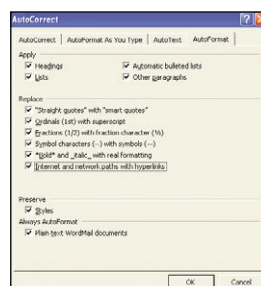 AutoCorrect
AutoCorrect AutoFormat As You Type AutoText AutoFormat
Apply
Headings Automatic bulleted lists
Lists Other paragraphs
Replace
"Straight quotes" with "smart quotes"
Ordinals (1st) with superscript
Fractions (1/2) with fraction character (½)
Symbol characters (--) with symbols (—)
*Bold* and _italic_ with real formatting
Internet and network paths with hyperlinks
Preserve
Styles
Always AutoFormat
Plain text WordMail documents
OK Cancel